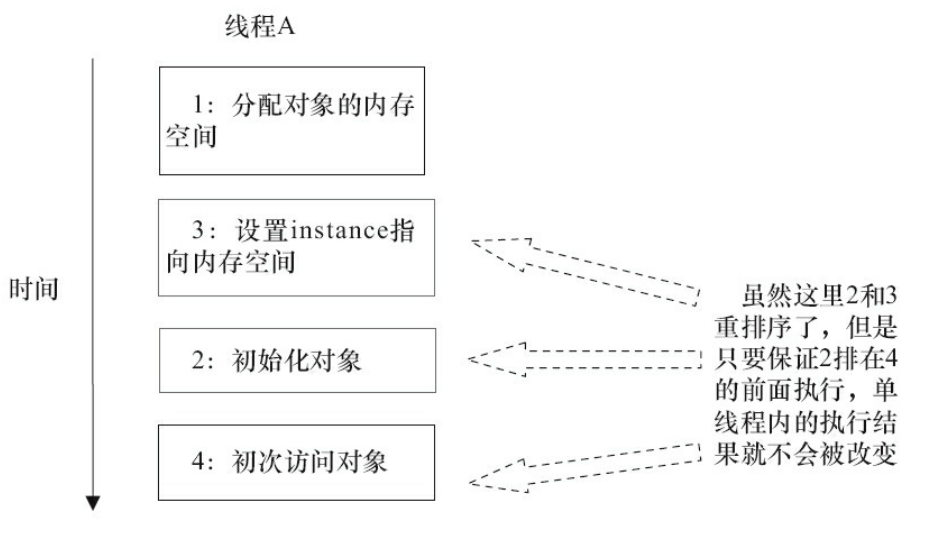 线程A
1：分配对象的内存
空间
3：设置instance指
向内存空间
时间
2：初始化对象
4：初次访问对象
虽然这里2和3
重排序了，但是
只要保证2排在4
的前面执行，单
线程内的执行结
果就不会被改变